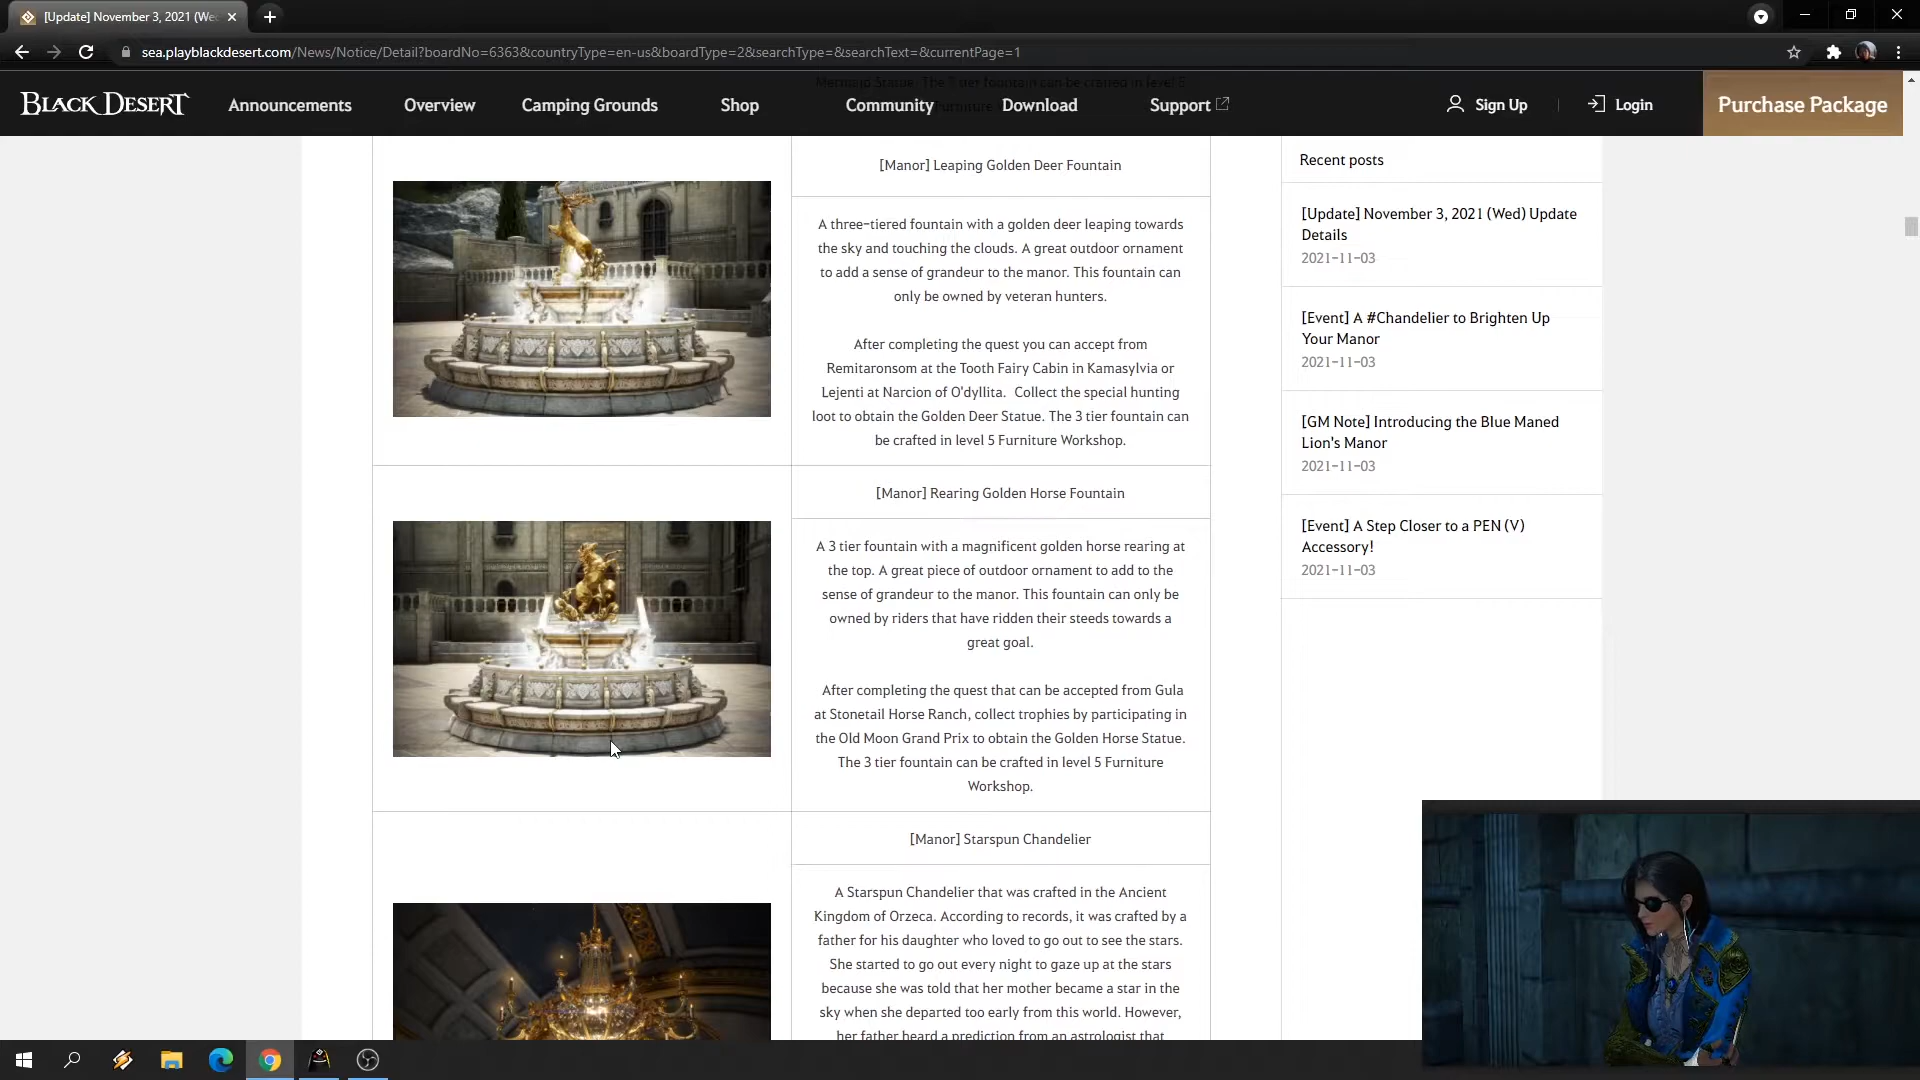 [Update] November 3, 2021 (We
sea.playblackdesert.com/News/Notice/Detail?boardNo=6363&countryType=en-us&boardType=2&searchType=&searchText=&currentPage=1
Mermaid Statue. The 3 tier fountain can be crafted in level 5
Furniture
BLACK DESERT
Announcements
Overview
Camping Grounds
Shop
Community
Download
Support
Sign Up
Login
Purchase Package
[Manor] Leaping Golden Deer Fountain
A three-tiered fountain with a golden deer leaping towards
the sky and touching the clouds. A great outdoor ornament
to add a sense of grandeur to the manor. This fountain can
only be owned by veteran hunters.
After completing the quest you can accept from
Remitaronsom at the Tooth Fairy Cabin in Kamasylvia or
Lejenti at Narcion of O'dyllita. Collect the special hunting
loot to obtain the Golden Deer Statue. The 3 tier fountain can
be crafted in level 5 Furniture Workshop.
[Manor] Rearing Golden Horse Fountain
A 3 tier fountain with a magnificent golden horse rearing at
the top. A great piece of outdoor ornament to add to the
sense of grandeur to the manor. This fountain can only be
owned by riders that have ridden their steeds towards a
great goal.
After completing the quest that can be accepted from Gula
at Stonetail Horse Ranch, collect trophies by participating in
the Old Moon Grand Prix to obtain the Golden Horse Statue.
The 3 tier fountain can be crafted in level 5 Furniture
Workshop.
[Manor] Starspun Chandelier
A Starspun Chandelier that was crafted in the Ancient
Kingdom of Orzeca. According to records, it was crafted by a
father for his daughter who loved to go out to see the stars.
She started to go out every night to gaze up at the stars
because she was told that her mother became a star in the
sky when she departed too early from this world. However,
her father heard a prediction from an astrologist that
Recent posts
[Update] November 3, 2021 (Wed) Update
Details
2021-11-03
[Event] A #Chandelier to Brighten Up
Your Manor
2021-11-03
[GM Note] Introducing the Blue Maned
Lion's Manor
2021-11-03
[Event] A Step Closer to a PEN (V)
Accessory!
2021-11-03